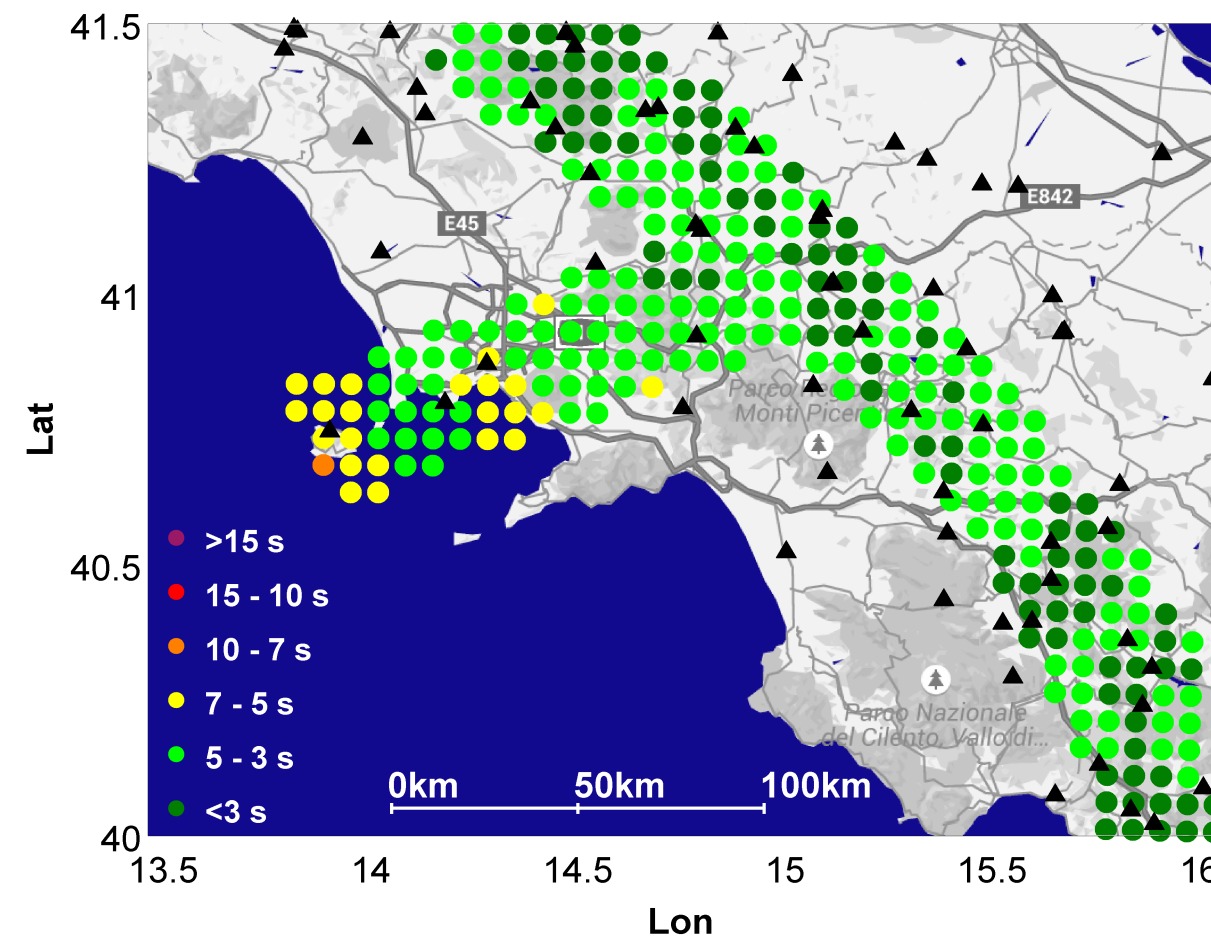 41.5
E842
E45
41
Parco Regio
Monti Picen
Lat
40.5
>15 s
15 - 10 s
10 - 7 s
7 - 5 s
Parco Nazionale
del Cilento, Vallo di...
5 - 3 s
0km 50km 100km
<3 s
40
13.5 14 14.5 15 15.5 16
Lon